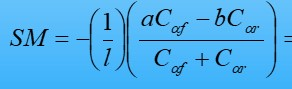 SM = -(1/l)((aC_αf - bC_αr)/(C_αf + C_αr)) =